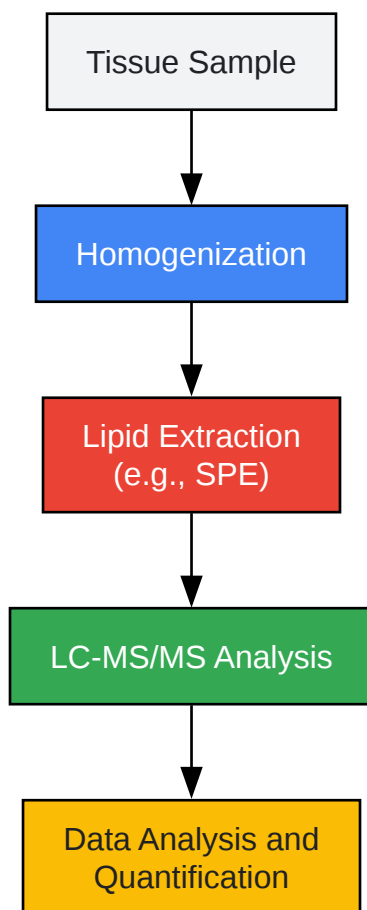 Tissue Sample
Homogenization
Lipid Extraction
(e.g., SPE)
LC-MS/MS Analysis
Data Analysis and
Quantification